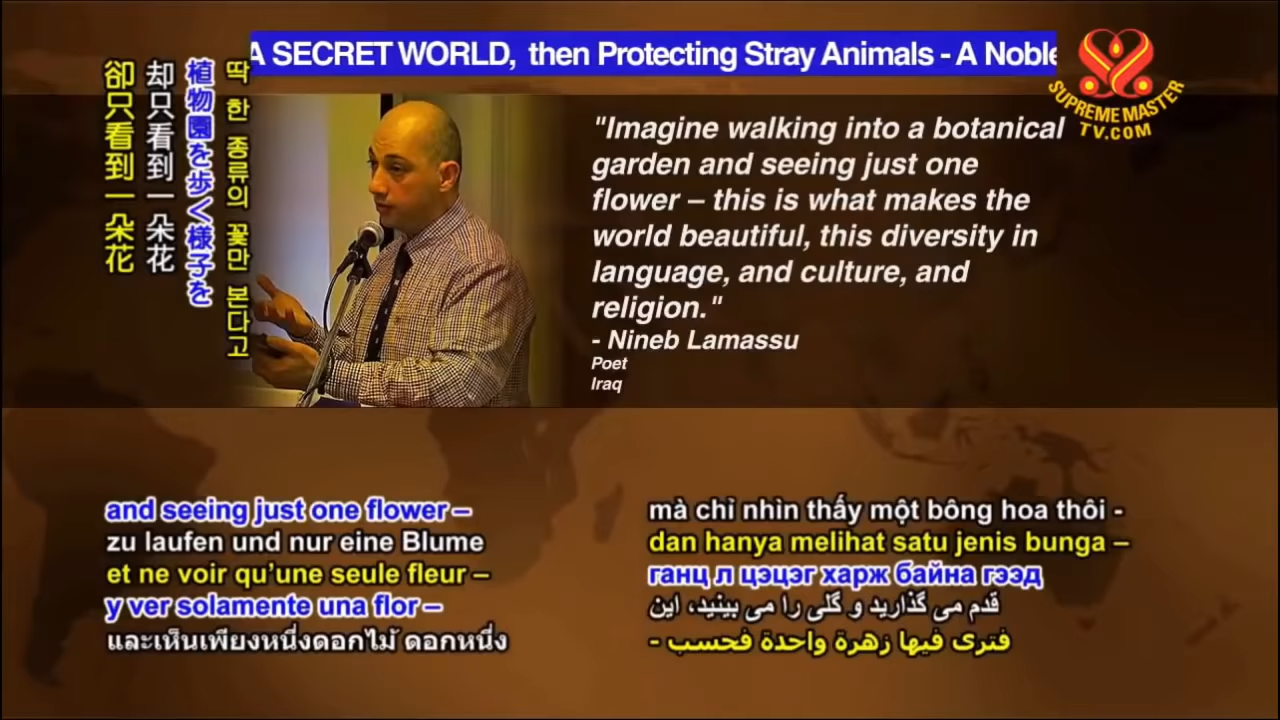 A SECRET WORLD, then Protecting Stray Animals - A Noble
SUPREME MASTER
TV.COM
卻只看到一朵花
却只看到一朵花
植物園を歩く様子を
딱 한 종류의 꽃만 본다고
"Imagine walking into a botanical
garden and seeing just one
flower – this is what makes the
world beautiful, this diversity in
language, and culture, and
religion."
- Nineb Lamassu
Poet
Iraq
and seeing just one flower –
zu laufen und nur eine Blume
et ne voir qu'une seule fleur –
y ver solamente una flor –
และเห็นเพียงหนึ่งดอกไม้ ดอกหนึ่ง
mà chỉ nhìn thấy một bông hoa thôi -
dan hanya melihat satu jenis bunga –
ганц л цэцэг харж байна гээд
قدم می گذارید و گلی را می بینید، این
فترى فيها زهرة واحدة فحسب -